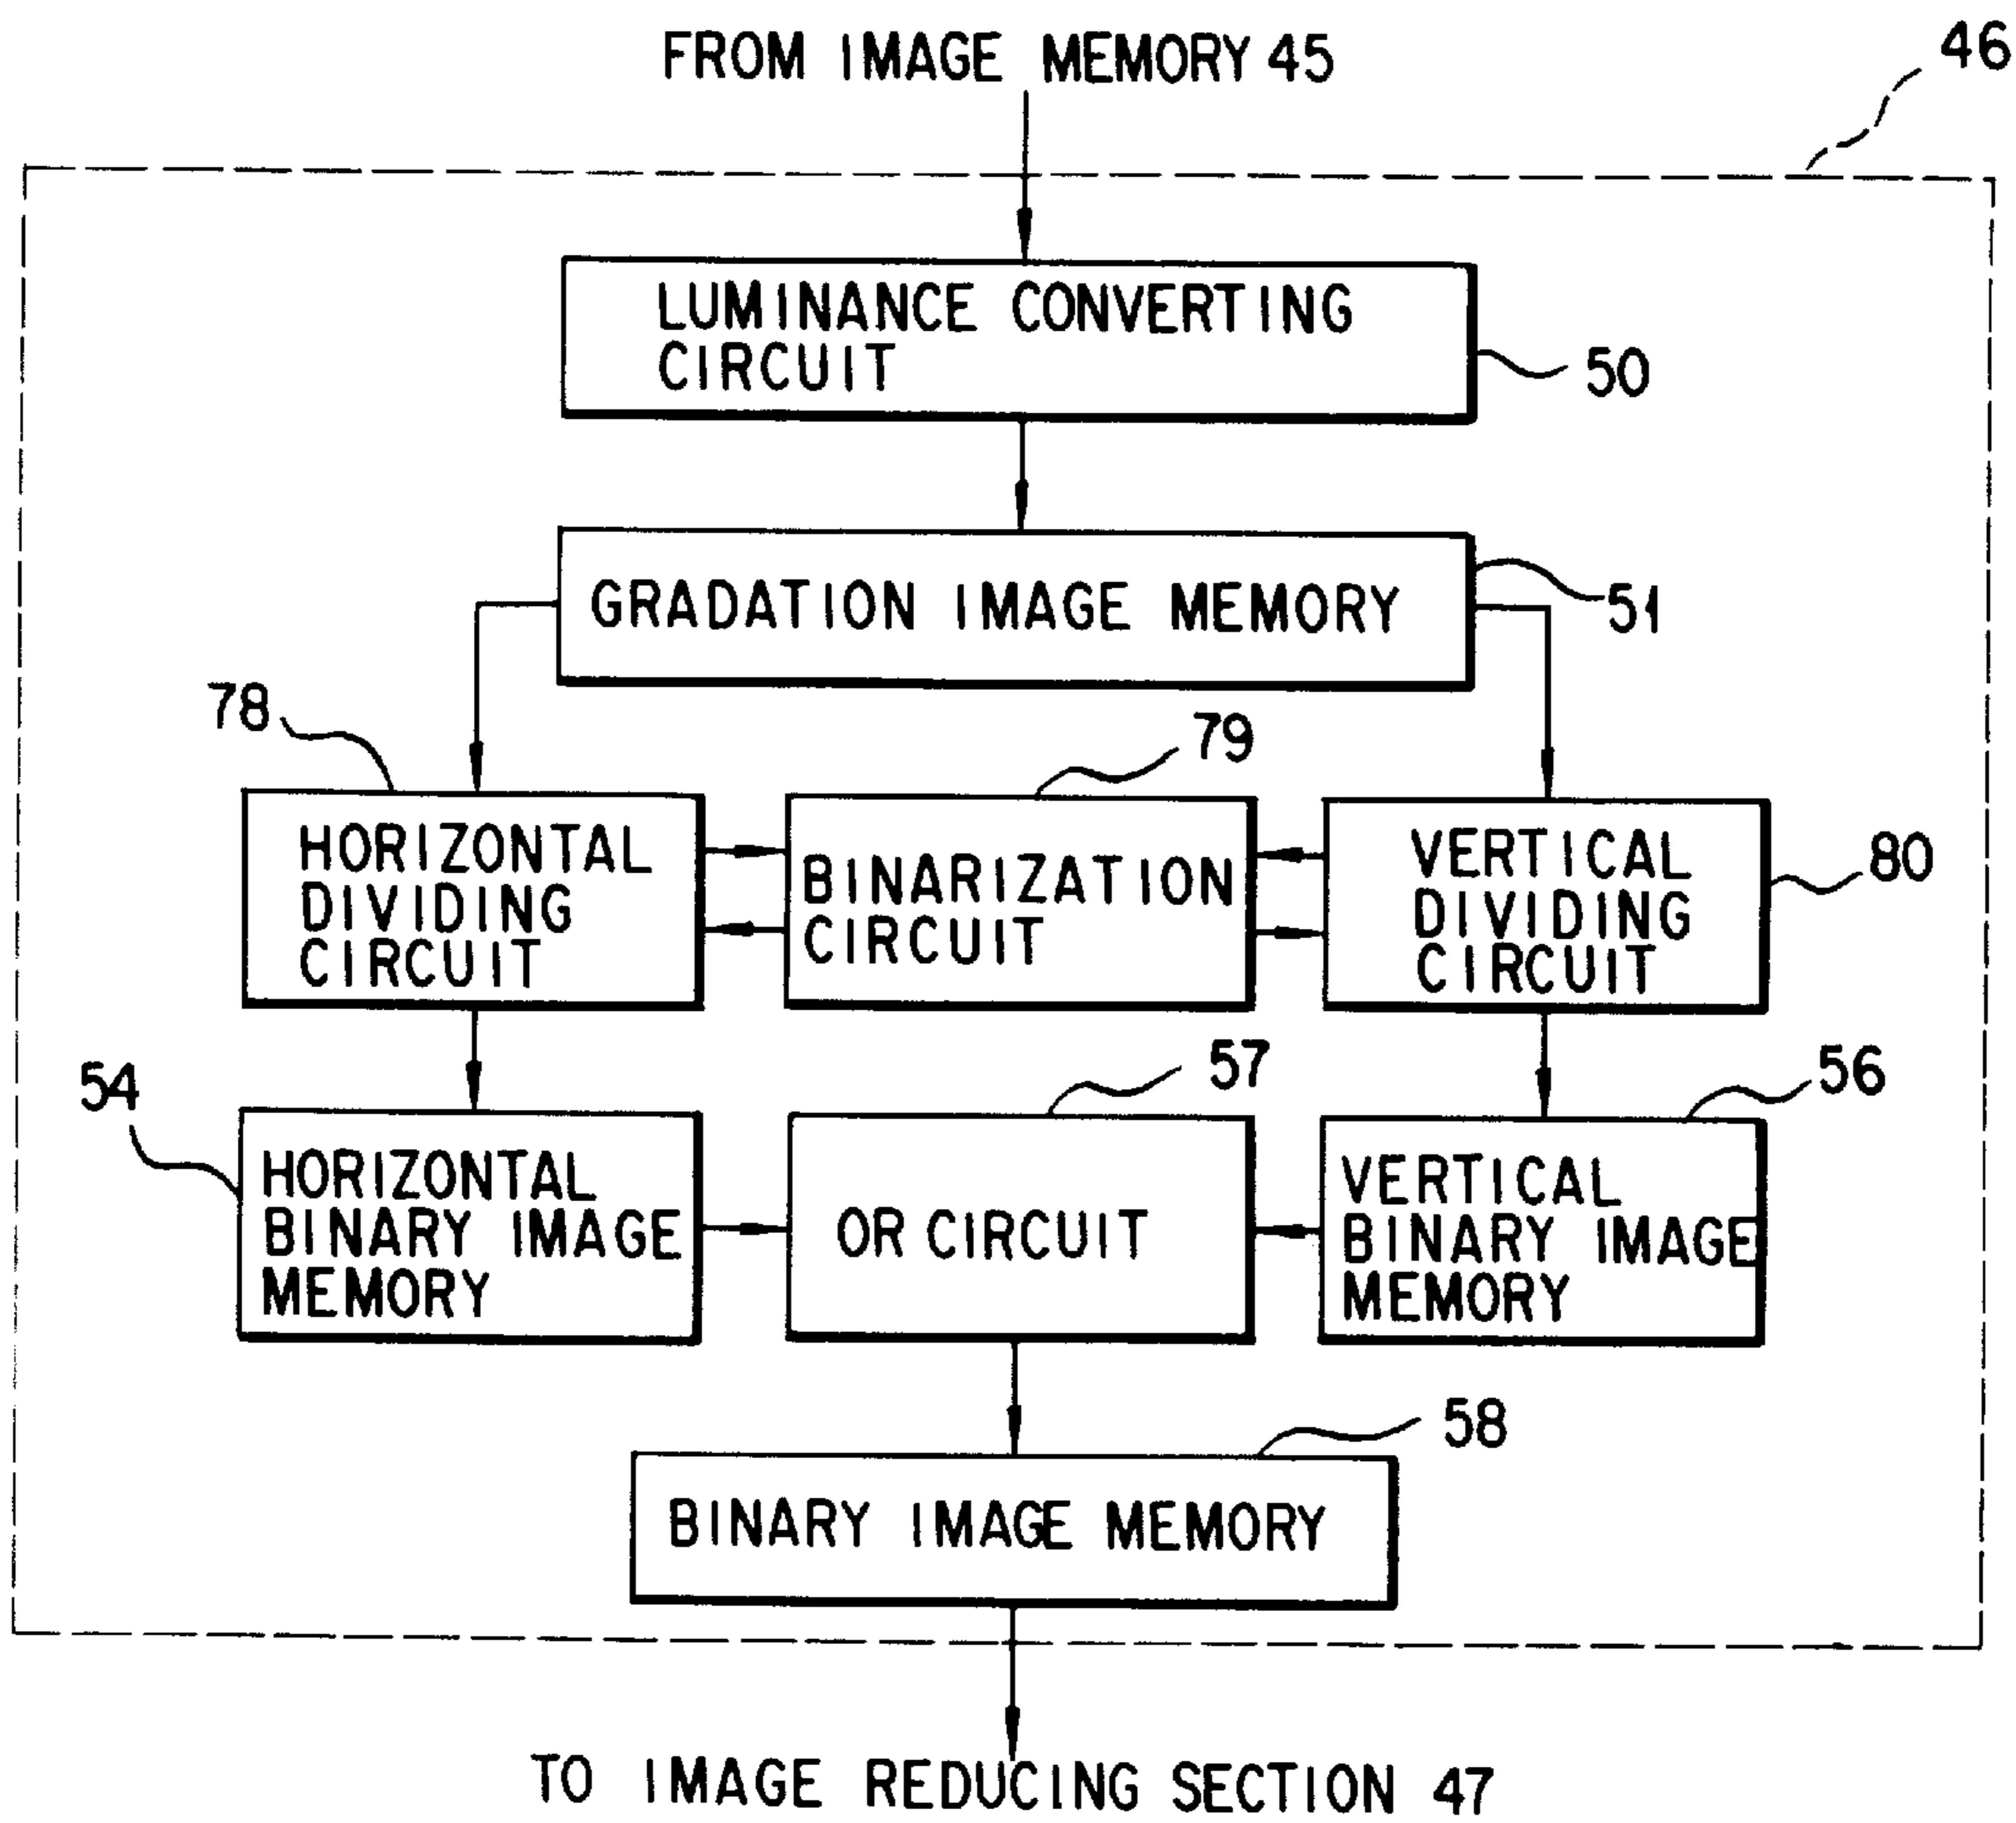 FROM IMAGE MEMORY 45
46
LUMINANCE CONVERTING
CIRCUIT
50
GRADATION IMAGE MEMORY
51
78
79
HORIZONTAL
DIVIDING
CIRCUIT
BINARIZATION
CIRCUIT
VERTICAL
DIVIDING
CIRCUIT
80
54
57
56
HORIZONTAL
BINARY IMAGE
MEMORY
OR CIRCUIT
VERTICAL
BINARY IMAGE
MEMORY
58
BINARY IMAGE MEMORY
TO IMAGE REDUCING SECTION 47